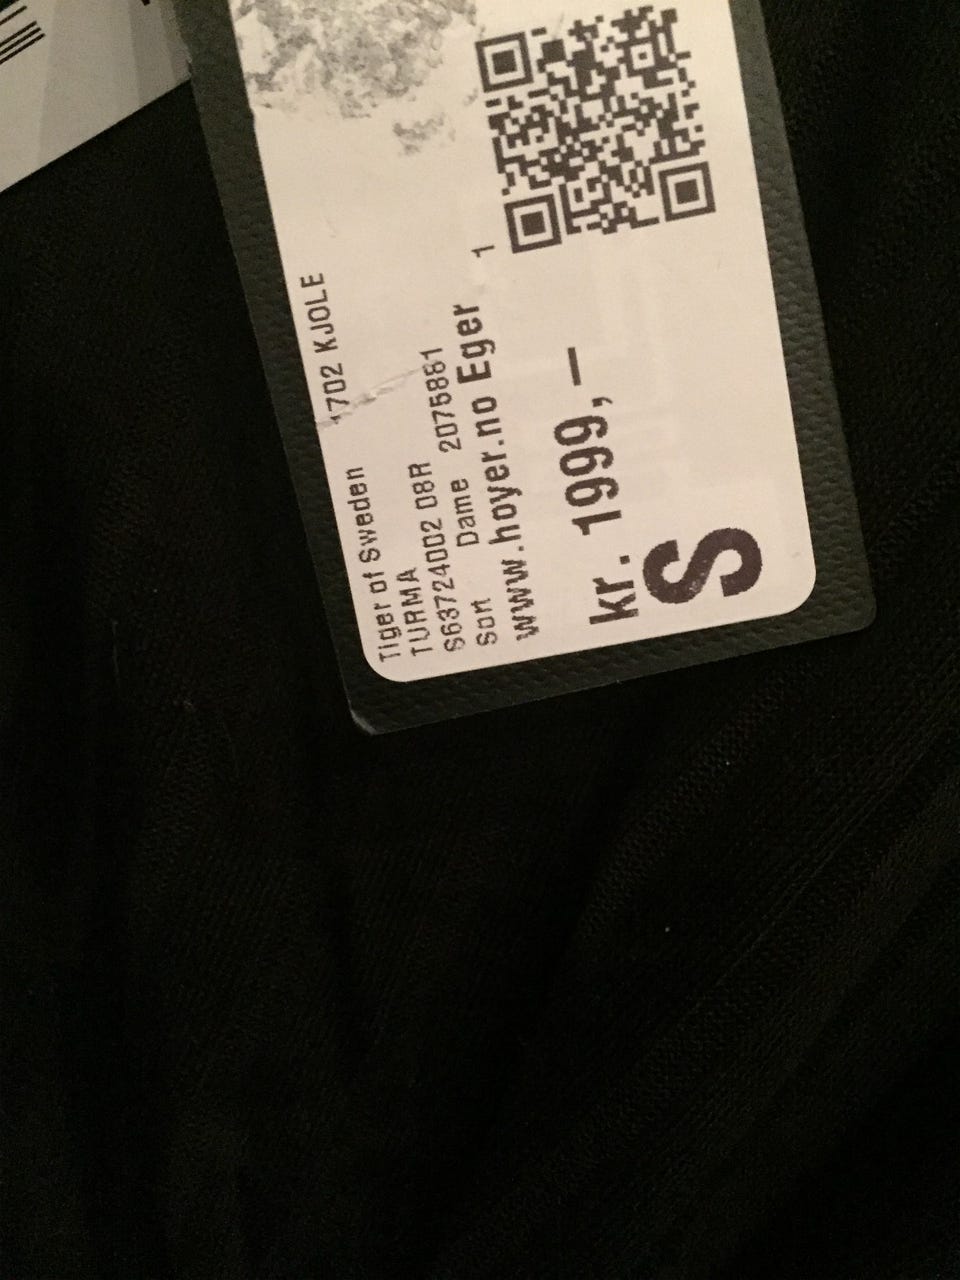 Tiger of Sweden 1702 KJOLE
TURMA
S63724002 08R
Sort Dame 2075881
www.hoyer.no Eger 1
kr. 1999,–
S